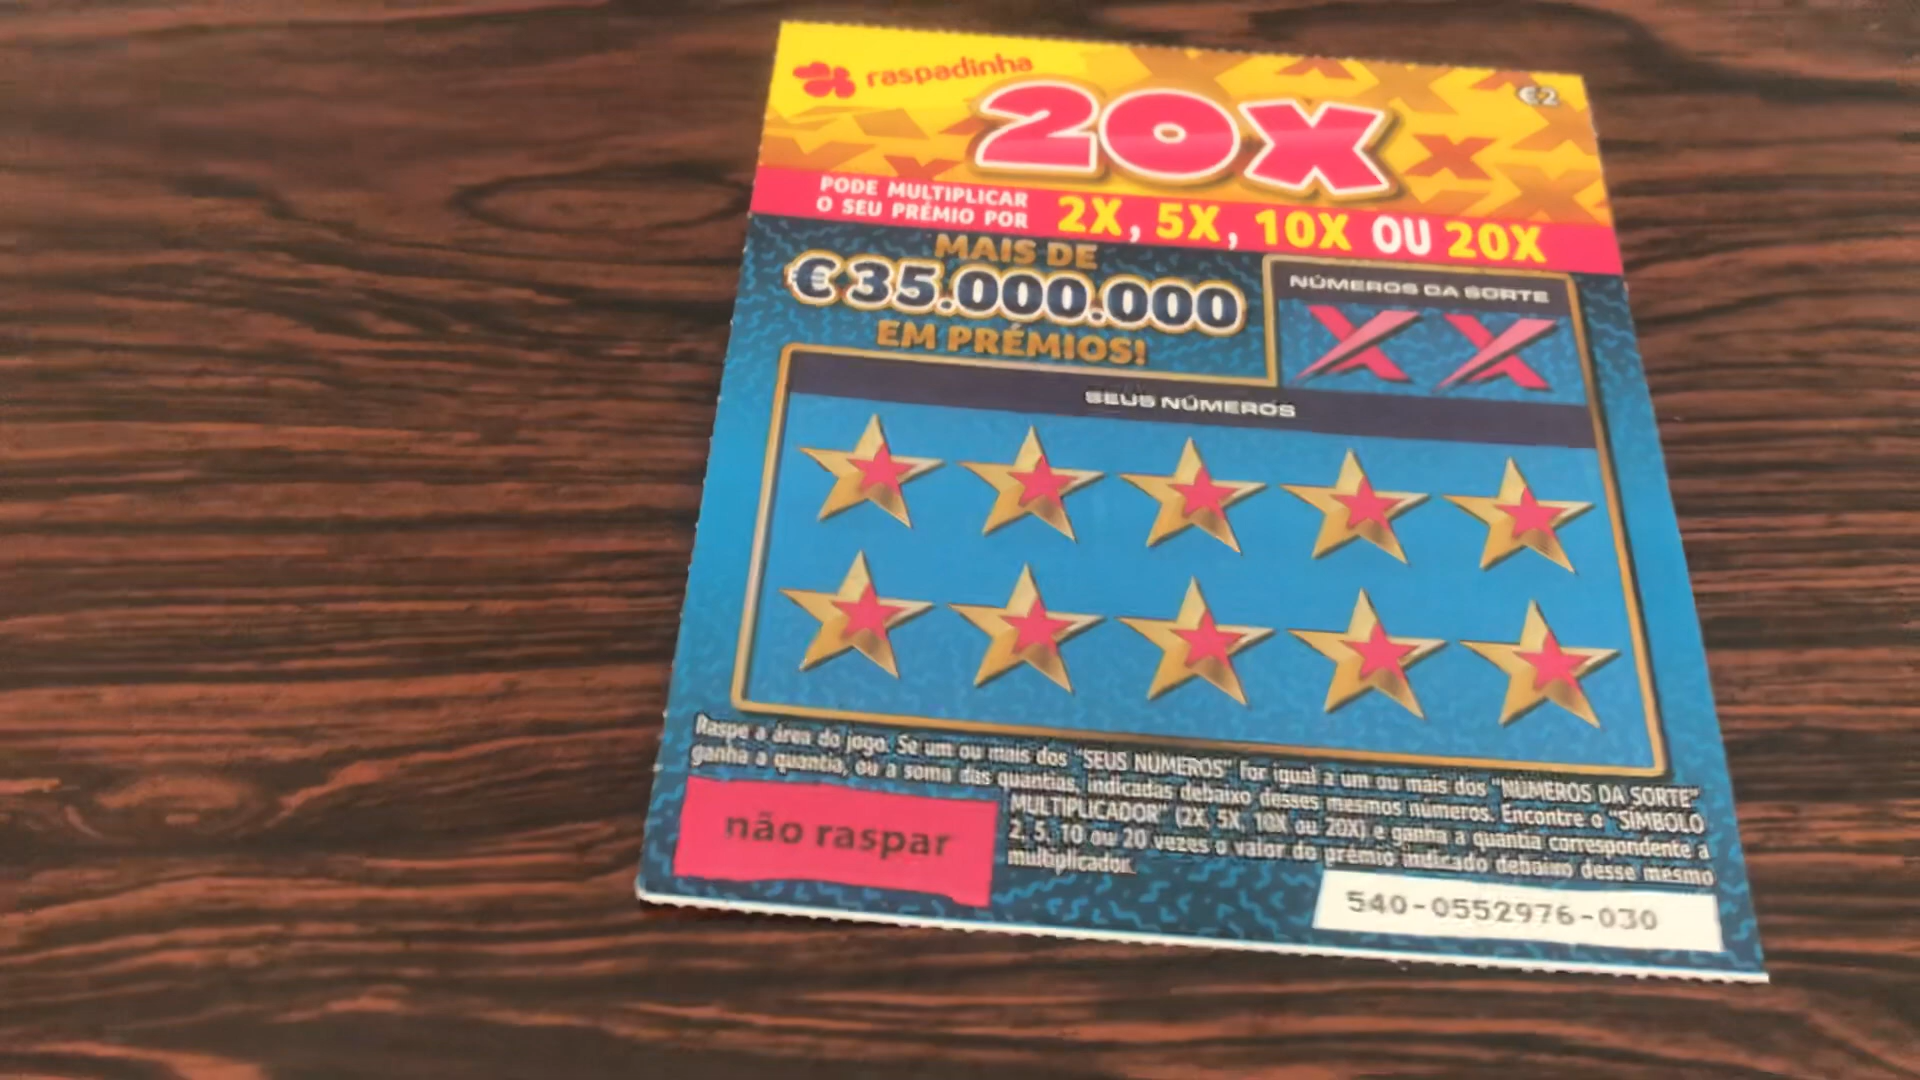 raspadinha
€2
20X
PODE MULTIPLICAR
O SEU PRÉMIO POR
2X, 5X, 10X OU 20X
MAIS DE
€35.000.000
EM PRÉMIOS!
NÚMEROS DA SORTE
XX
SEUS NÚMEROS
Raspe a área do jogo. Se um ou mais dos "SEUS NÚMEROS" for igual a um ou mais dos "NÚMEROS DA SORTE"
ganha a quantia, ou a soma das quantias, indicadas debaixo desses mesmos números. Encontre o "SÍMBOLO
MULTIPLICADOR" (2X, 5X, 10X ou 20X) e ganha a quantia correspondente a
2, 5, 10 ou 20 vezes o valor do prémio indicado debaixo desse mesmo
multiplicador.
não raspar
540-0552976-030